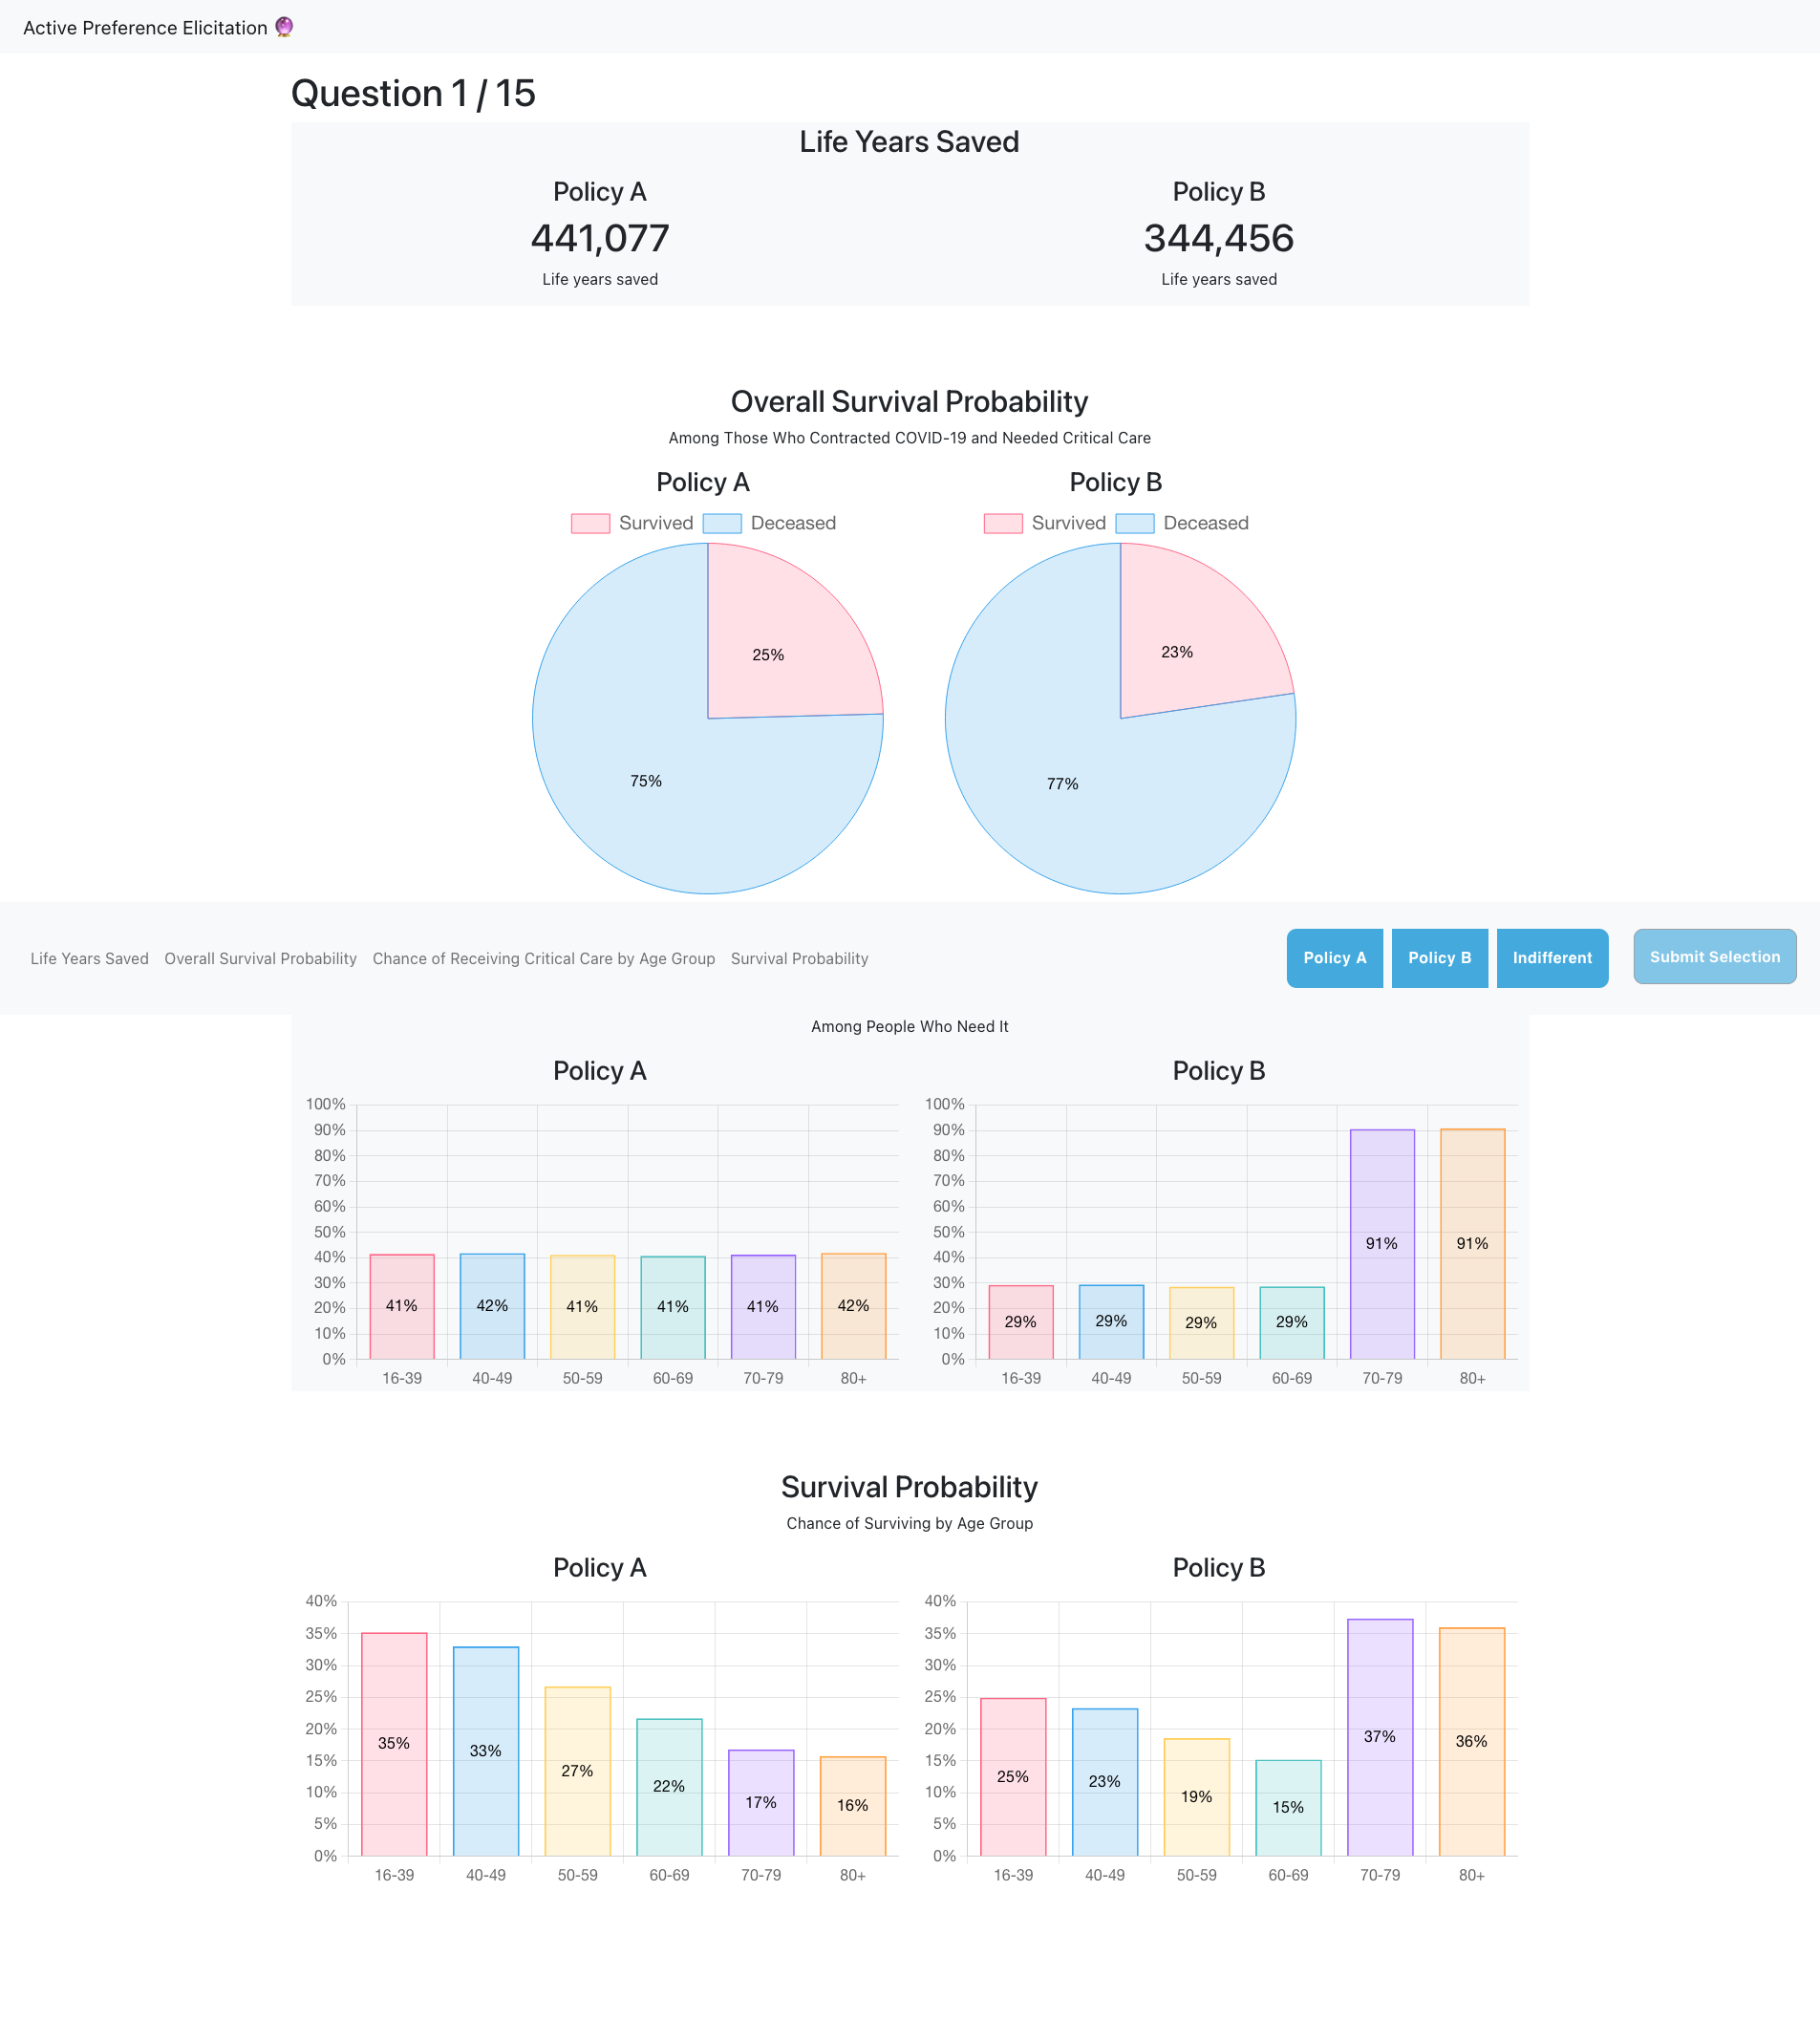 Active Preference Elicitation 🔮
Question 1 / 15
Life Years Saved
Policy A
441,077
Life years saved
Policy B
344,456
Life years saved
Overall Survival Probability
Among Those Who Contracted COVID-19 and Needed Critical Care
Policy A
Survived Deceased
25%
75%
Policy B
Survived Deceased
23%
77%
Life Years Saved Overall Survival Probability Chance of Receiving Critical Care by Age Group Survival Probability
Policy A Policy B Indifferent Submit Selection
Among People Who Need It
Policy A
100%
90%
80%
70%
60%
50%
40%
30%
20%
10%
0%
41% 42% 41% 41% 41% 42%
16-39 40-49 50-59 60-69 70-79 80+
Policy B
100%
90%
80%
70%
60%
50%
40%
30%
20%
10%
0%
29% 29% 29% 29% 91% 91%
16-39 40-49 50-59 60-69 70-79 80+
Survival Probability
Chance of Surviving by Age Group
Policy A
40%
35%
30%
25%
20%
15%
10%
5%
0%
35% 33% 27% 22% 17% 16%
16-39 40-49 50-59 60-69 70-79 80+
Policy B
40%
35%
30%
25%
20%
15%
10%
5%
0%
25% 23% 19% 15% 37% 36%
16-39 40-49 50-59 60-69 70-79 80+